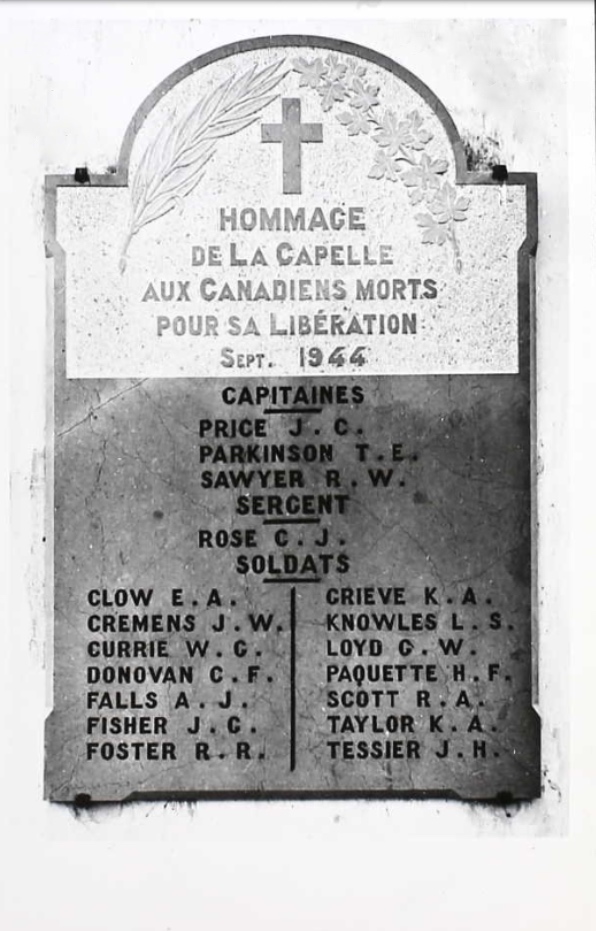 HOMMAGE
DE LA CAPELLE
AUX CANADIENS MORTS
POUR SA LIBÉRATION
SEPT. 1944
CAPITAINES
PRICE J . C.
PARKINSON T . E.
SAWYER R . W.
SERGENT
ROSE C . J.
SOLDATS
CLOW E . A .
CREMENS J . W.
CURRIE W . G .
DONOVAN C . F.
FALLS A . J.
FISHER J . G.
FOSTER R . R.
GRIEVE K . A.
KNOWLES L . S.
LOYD G . W.
PAQUETTE H . F.
SCOTT R . A.
TAYLOR K . A.
TESSIER J . H.